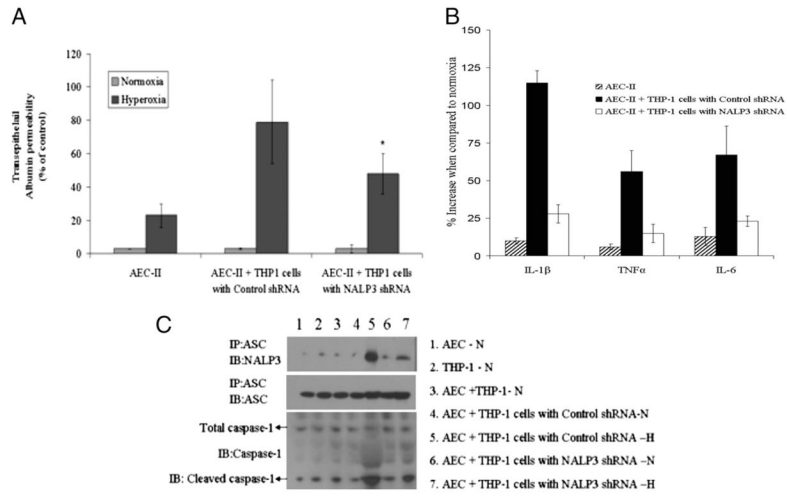 A
Transepithelail
Albumin permeability
(% of control)
120
100
80
60
40
20
0
Normoxia
Hyperoxia
*
AEC-II
AEC-II + THP1 cells
with Control shRNA
AEC-II + THP1 cells
with NALP3 shRNA
B
% Increase when compared to normoxia
150
125
100
75
50
25
0
AEC-II
AEC-II + THP-1 cells with Control shRNA
AEC-II + THP-1 cells with NALP3 shRNA
IL-1β
TNFα
IL-6
C
1 2 3 4 5 6 7
IP:ASC
IB:NALP3
IP:ASC
IB:ASC
Total caspase-1
IB:Caspase-1
IB: Cleaved caspase-1
1. AEC - N
2. THP-1 - N
3. AEC +THP-1- N
4. AEC + THP-1 cells with Control shRNA-N
5. AEC + THP-1 cells with Control shRNA –H
6. AEC + THP-1 cells with NALP3 shRNA –N
7. AEC + THP-1 cells with NALP3 shRNA –H